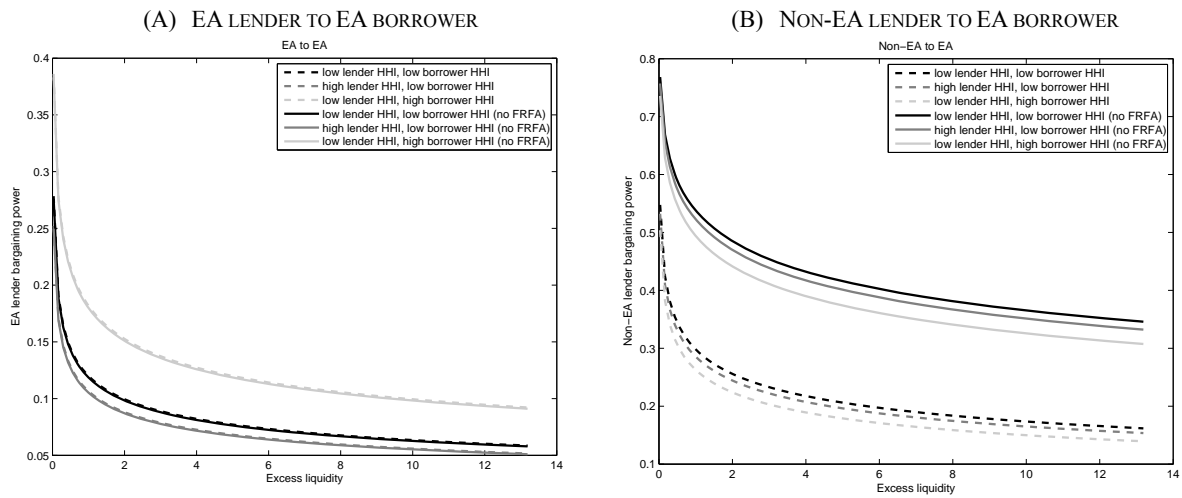 (A) EA LENDER TO EA BORROWER
EA to EA
0.4
0.35
0.3
0.25
0.2
0.15
0.1
0.05
0 2 4 6 8 10 12 14
EA lender bargaining power
Excess liquidity
low lender HHI, low borrower HHI
high lender HHI, low borrower HHI
low lender HHI, high borrower HHI
low lender HHI, low borrower HHI (no FRFA)
high lender HHI, low borrower HHI (no FRFA)
low lender HHI, high borrower HHI (no FRFA)
(B) NON-EA LENDER TO EA BORROWER
Non−EA to EA
0.8
0.7
0.6
0.5
0.4
0.3
0.2
0.1
0 2 4 6 8 10 12 14
Non−EA lender bargaining power
Excess liquidity
low lender HHI, low borrower HHI
high lender HHI, low borrower HHI
low lender HHI, high borrower HHI
low lender HHI, low borrower HHI (no FRFA)
high lender HHI, low borrower HHI (no FRFA)
low lender HHI, high borrower HHI (no FRFA)